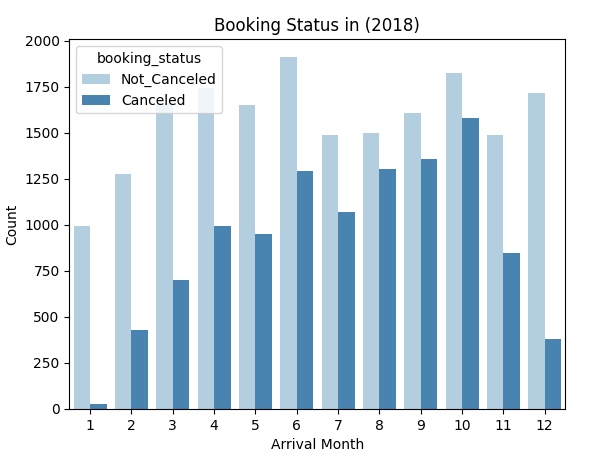 Booking Status in (2018)
2000
1750
1500
1250
1000
750
500
250
0
Count
booking_status
Not_Canceled
Canceled
1 2 3 4 5 6 7 8 9 10 11 12
Arrival Month